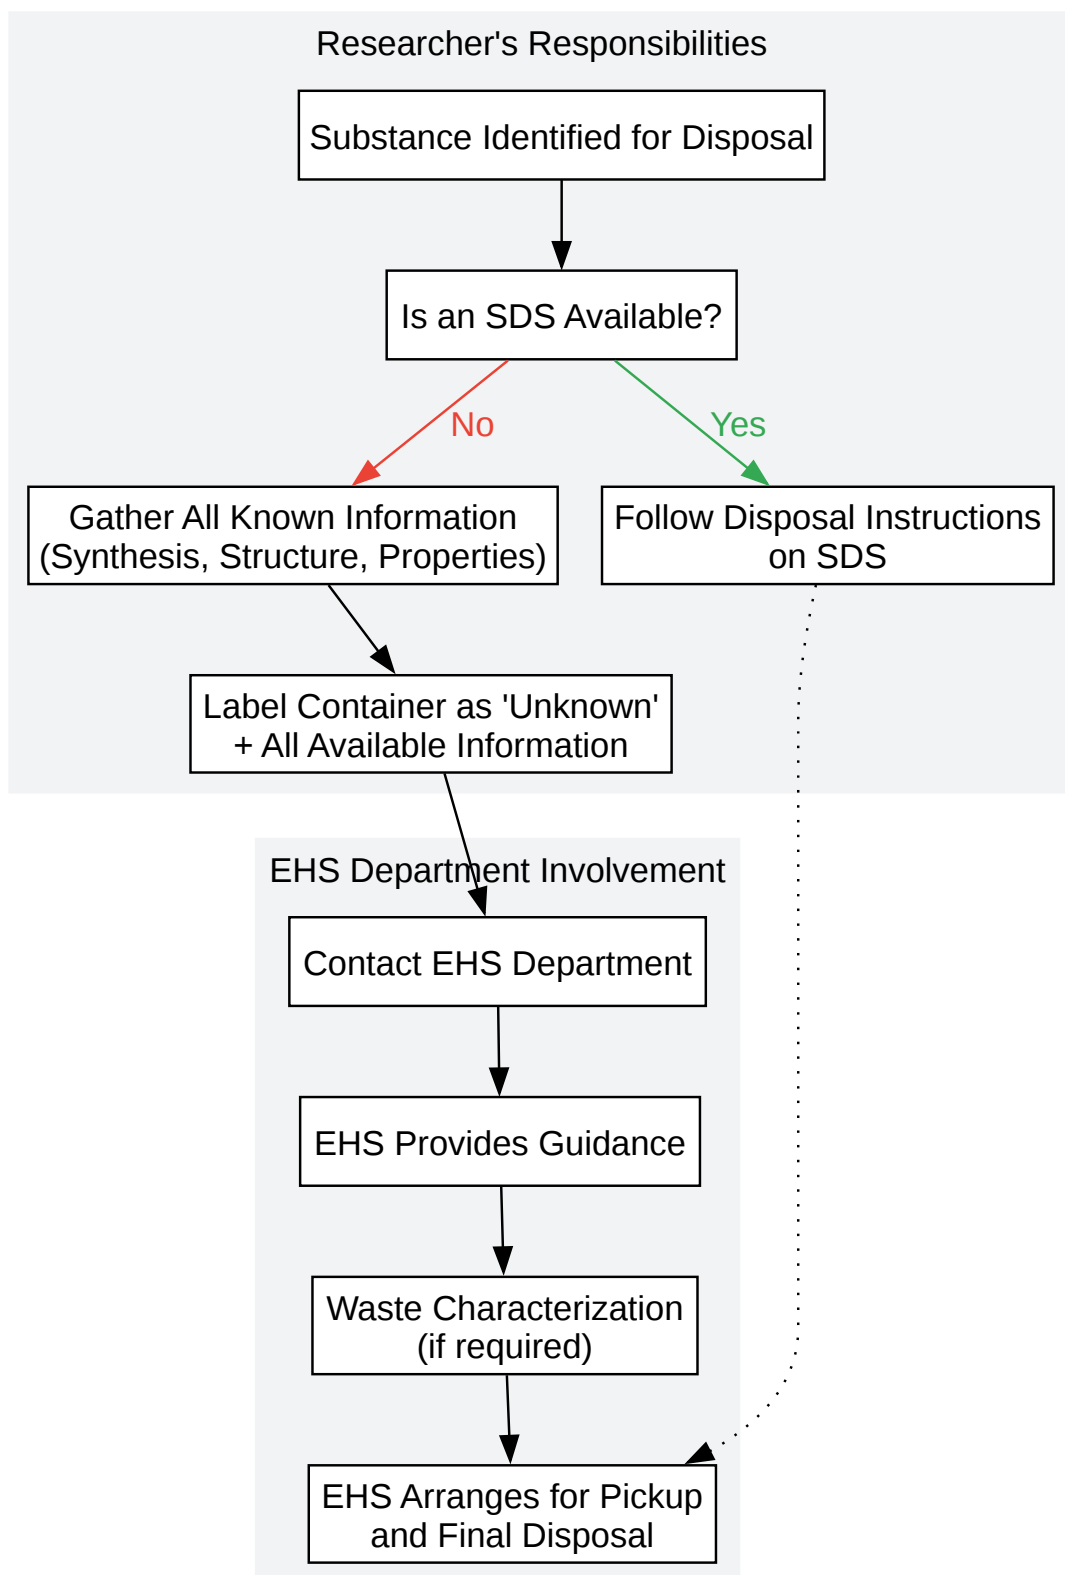 Researcher's Responsibilities
Substance Identified for Disposal
Is an SDS Available?
No
Yes
Gather All Known Information
(Synthesis, Structure, Properties)
Follow Disposal Instructions
on SDS
Label Container as 'Unknown'
+ All Available Information
EHS Department Involvement
Contact EHS Department
EHS Provides Guidance
Waste Characterization
(if required)
EHS Arranges for Pickup
and Final Disposal